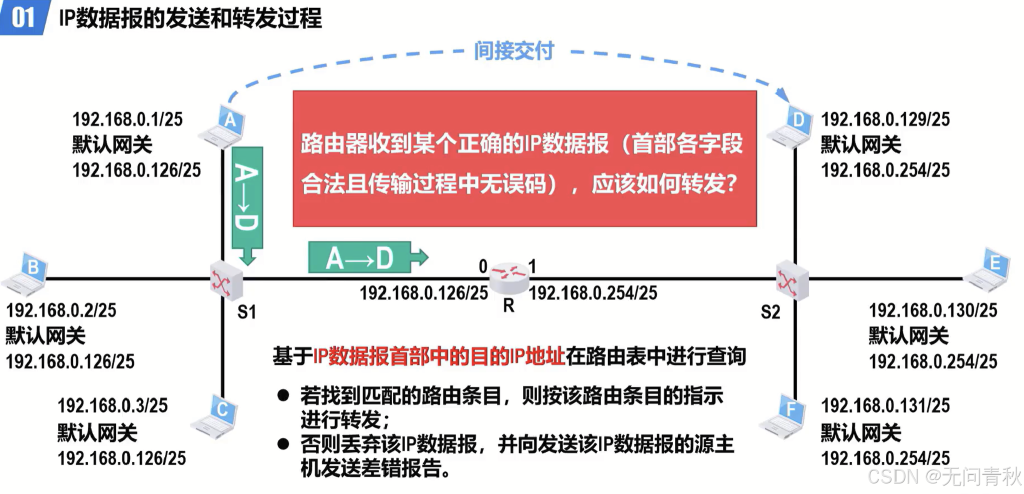 01 IP数据报的发送和转发过程
间接交付
A
192.168.0.1/25
默认网关
192.168.0.126/25
D
192.168.0.129/25
默认网关
192.168.0.254/25
路由器收到某个正确的IP数据报（首部各字段
合法且传输过程中无误码），应该如何转发？
A→D
A→D
B
192.168.0.2/25
默认网关
192.168.0.126/25
S1
0
1
192.168.0.126/25
192.168.0.254/25
R
S2
E
192.168.0.130/25
默认网关
192.168.0.254/25
基于IP数据报首部中的目的IP地址在路由表中进行查询
● 若找到匹配的路由条目，则按该路由条目的指示
进行转发；
● 否则丢弃该IP数据报，并向发送该IP数据报的源主
机发送差错报告。
192.168.0.3/25
默认网关
192.168.0.126/25
C
F
192.168.0.131/25
默认网关
192.168.0.254/25
CSDN @无问青秋